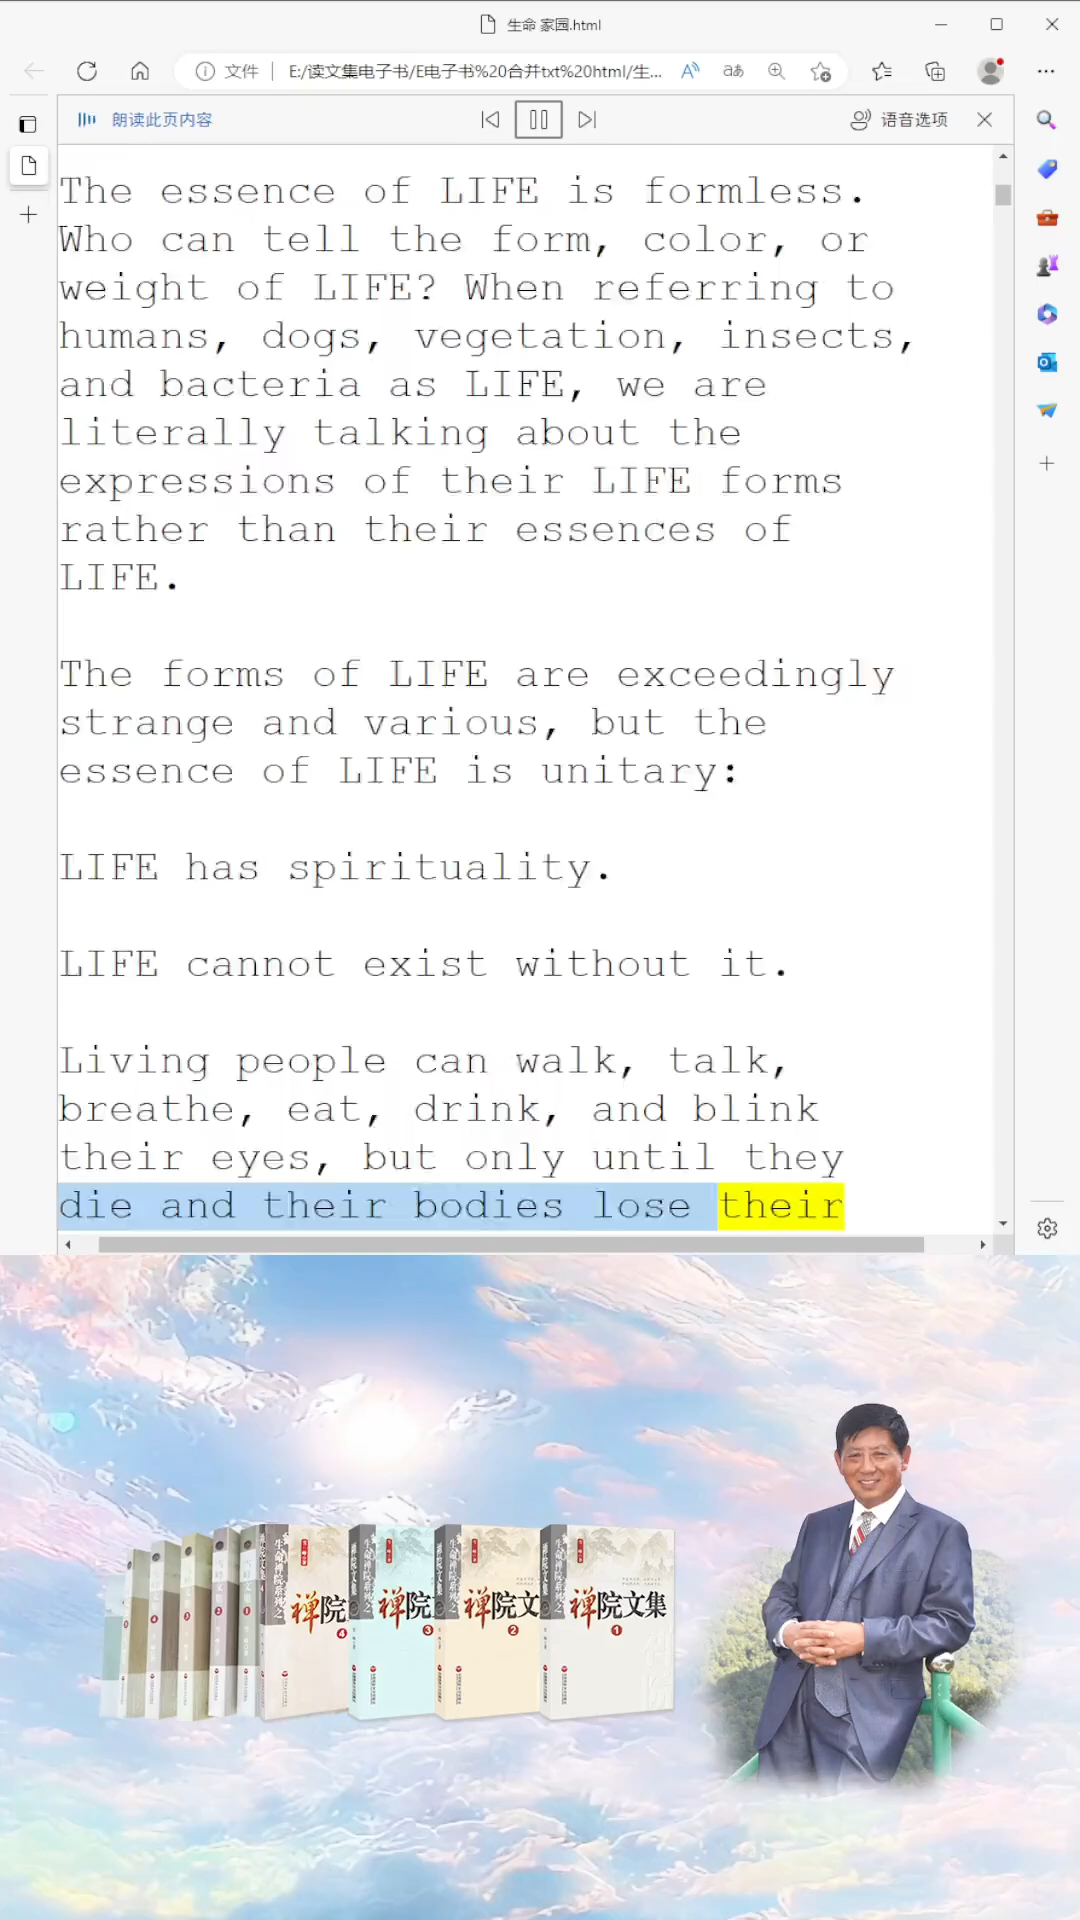 生命 家园.html
文件
E:/读文集电子书/E电子书%20合并txt%20html/生...
朗读此页内容
语音选项
The essence of LIFE is formless.
Who can tell the form, color, or
weight of LIFE? When referring to
humans, dogs, vegetation, insects,
and bacteria as LIFE, we are
literally talking about the
expressions of their LIFE forms
rather than their essences of
LIFE.
The forms of LIFE are exceedingly
strange and various, but the
essence of LIFE is unitary:
LIFE has spirituality.
LIFE cannot exist without it.
Living people can walk, talk,
breathe, eat, drink, and blink
their eyes, but only until they
die and their bodies lose their
禅院
4
禅院
3
禅院文
2
禅院文集
1